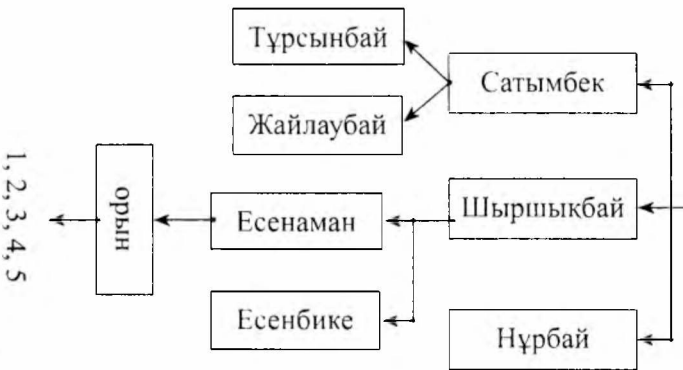 Тұрсынбай
Сатымбек
Жайлаубай
Шыршықбай
Есенаман
орын
1, 2, 3, 4, 5
Есенбике
Нұрбай